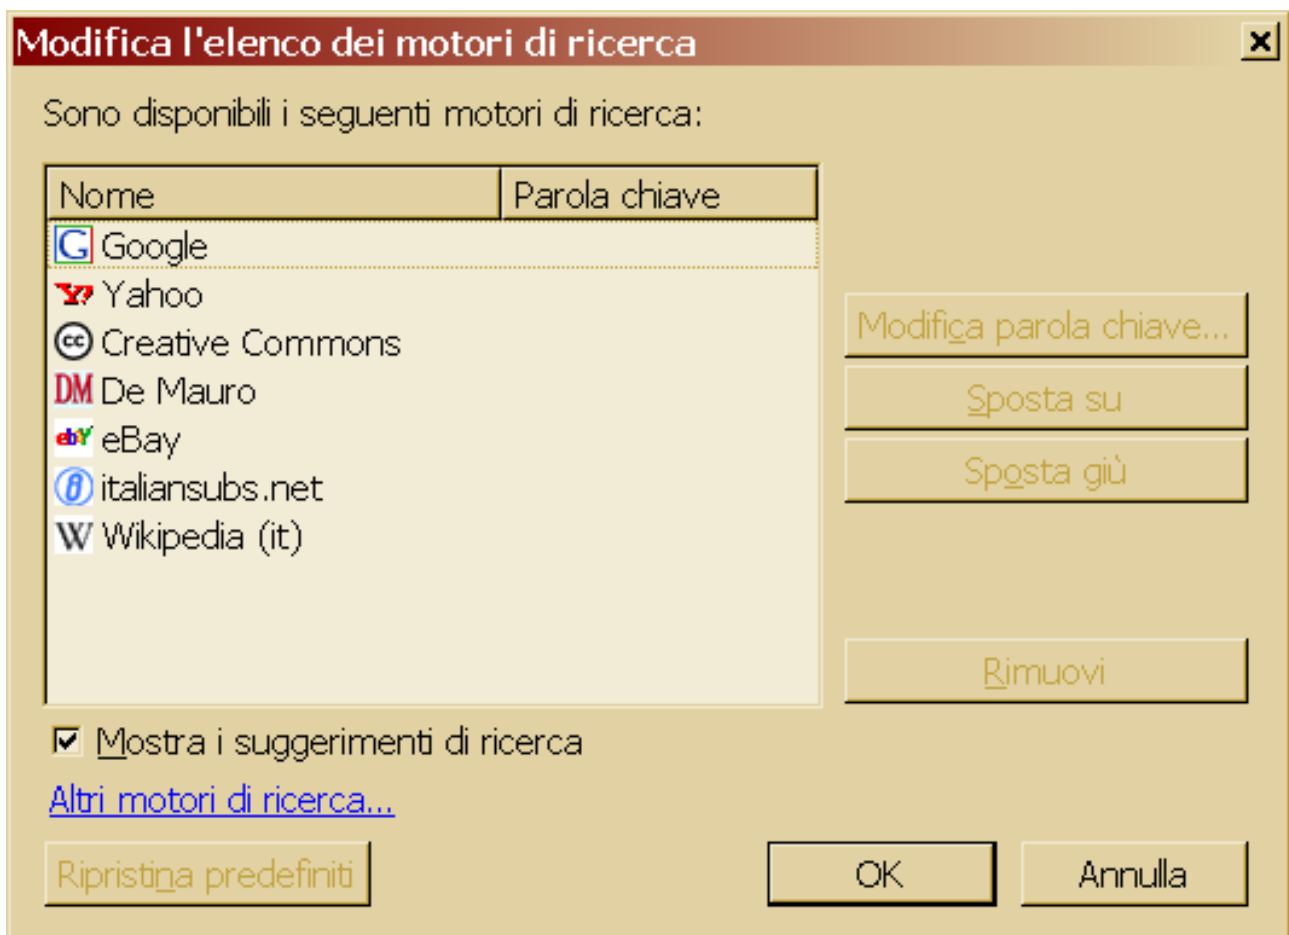 Modifica l'elenco dei motori di ricerca
Sono disponibili i seguenti motori di ricerca:
Nome Parola chiave
Google
Yahoo
Creative Commons
De Mauro
eBay
italiansubs.net
Wikipedia (it)
Modifica parola chiave...
Sposta su
Sposta giù
Rimuovi
Mostra i suggerimenti di ricerca
Altri motori di ricerca...
Ripristina predefiniti OK Annulla